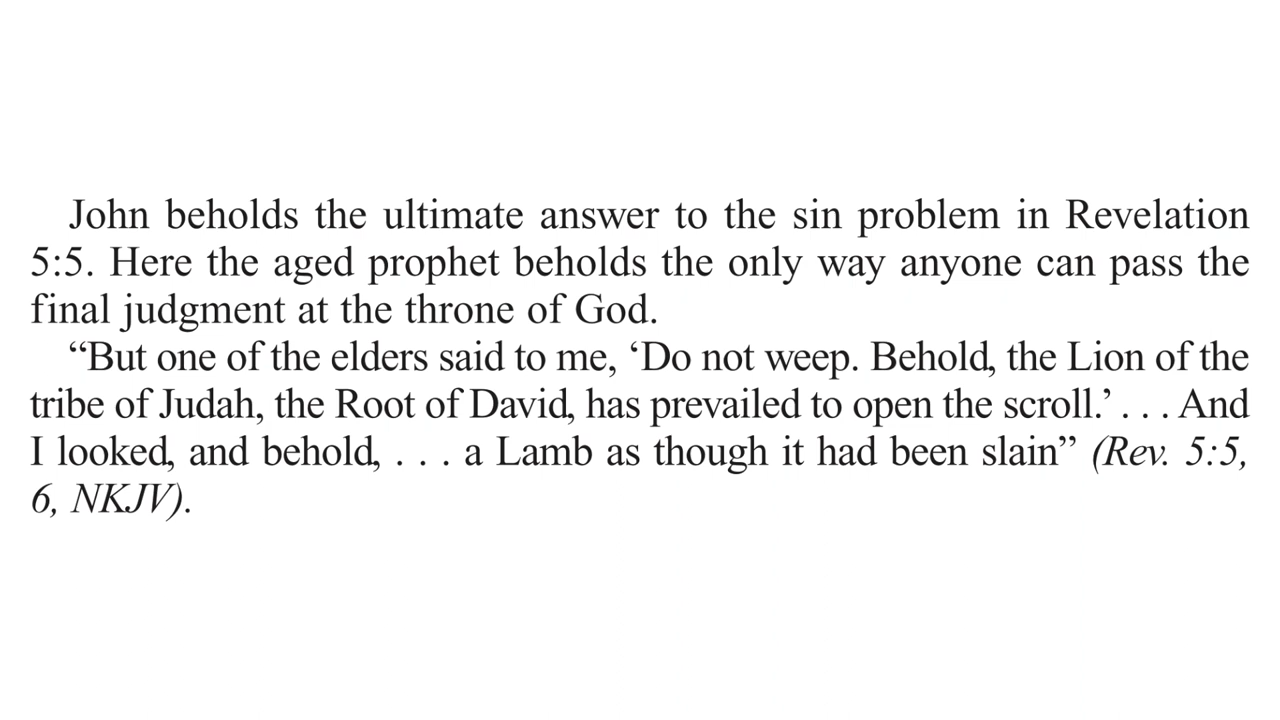 John beholds the ultimate answer to the sin problem in Revelation
5:5. Here the aged prophet beholds the only way anyone can pass the
final judgment at the throne of God.
“But one of the elders said to me, ‘Do not weep. Behold, the Lion of the
tribe of Judah, the Root of David, has prevailed to open the scroll.’ . . . And
I looked, and behold, . . . a Lamb as though it had been slain” (Rev. 5:5,
6, NKJV).